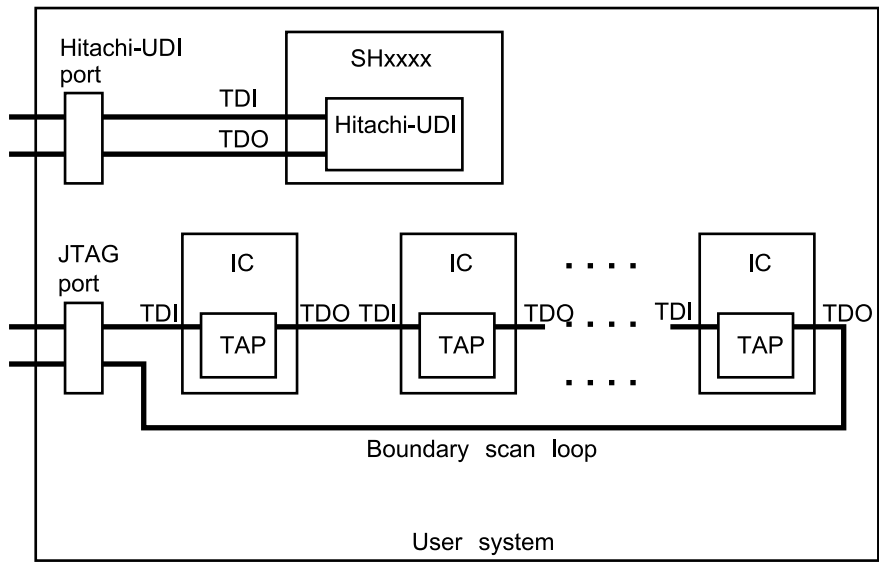 Hitachi-UDI
port
SHxxxx
TDI
Hitachi-UDI
TDO
JTAG
port
IC
IC
. . . .
IC
TDI
TDO
TDI
TDO
. . . .
TDI
TDO
TAP
TAP
TAP
. . . .
Boundary scan loop
User system